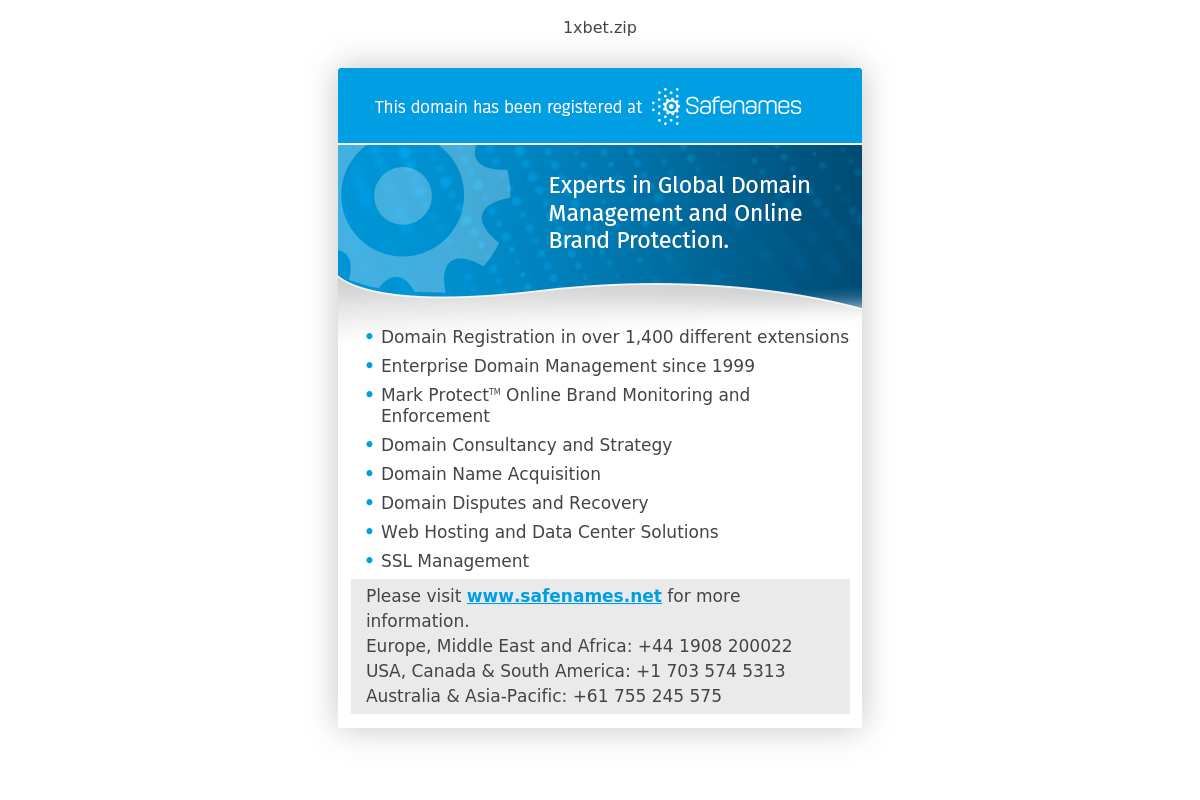 1xbet.zip
This domain has been registered at Safenames
Experts in Global Domain
Management and Online
Brand Protection.
• Domain Registration in over 1,400 different extensions
• Enterprise Domain Management since 1999
• Mark Protect™ Online Brand Monitoring and
Enforcement
• Domain Consultancy and Strategy
• Domain Name Acquisition
• Domain Disputes and Recovery
• Web Hosting and Data Center Solutions
• SSL Management
Please visit www.safenames.net for more
information.
Europe, Middle East and Africa: +44 1908 200022
USA, Canada & South America: +1 703 574 5313
Australia & Asia-Pacific: +61 755 245 575